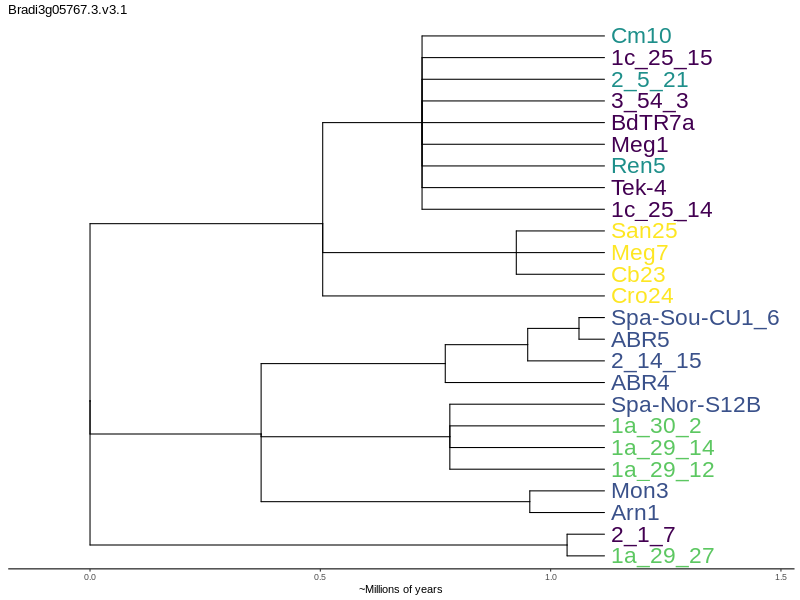 Bradi3g05767.3.v3.1
Cm10
1c_25_15
2_5_21
3_54_3
BdTR7a
Meg1
Ren5
Tek-4
1c_25_14
San25
Meg7
Cb23
Cro24
Spa-Sou-CU1_6
ABR5
2_14_15
ABR4
Spa-Nor-S12B
1a_30_2
1a_29_14
1a_29_12
Mon3
Arn1
2_1_7
1a_29_27
0.0 0.5 1.0 1.5
~Millions of years